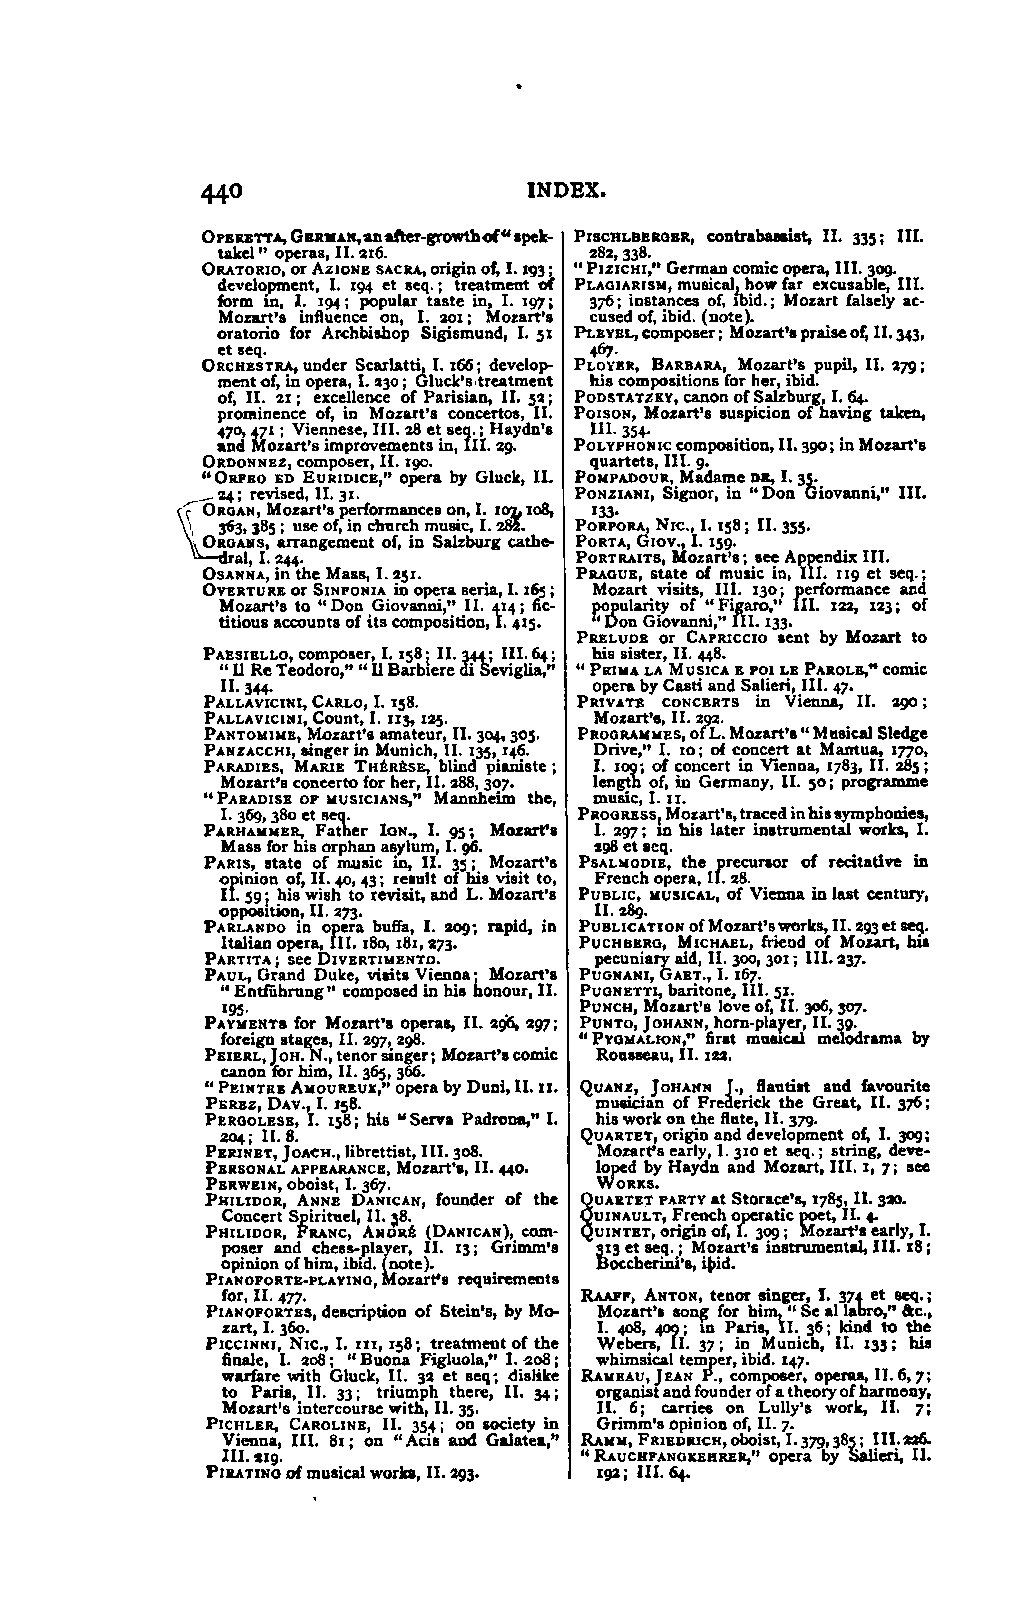 440 INDEX.
OPERETTA, GERMAN, an after-growth of "spek-
takel" operas, II. 216.
ORATORIO, or AZIONE SACRA, origin of, I. 193;
development, I. 194 et seq.; treatment of
form in, I. 194; popular taste in, I. 197;
Mozart's influence on, I. 201; Mozart's
oratorio for Archbishop Sigismund, I. 51
et seq.
ORCHESTRA, under Scarlatti, I. 166; develop-
ment of, in opera, I. 230; Gluck's treatment
of, II. 21; excellence of Parisian, II. 52;
prominence of, in Mozart's concertos, II.
470, 471; Viennese, III. 28 et seq.; Haydn's
and Mozart's improvements in, III. 29.
ORDONNEZ, composer, II. 190.
"ORFEO ED EURIDICE," opera by Gluck, II.
24; revised, II. 31.
ORGAN, Mozart's performances on, I. 107, 108,
363, 385; use of, in church music, I. 282.
ORGANS, arrangement of, in Salzburg cathe-
dral, I. 244.
OSANNA, in the Mass, I. 251.
OVERTURE OR SINFONIA in opera seria, I. 165;
Mozart's to "Don Giovanni," II. 414; fic-
titious accounts of its composition, I. 415.
PAESIELLO, composer, I. 158; II. 344; III. 64;
"Il Re Teodoro," "Il Barbiere di Seviglia,"
II. 344.
PALLAVICINI, CARLO, I. 158.
PALLAVICINI, Count, I. 113, 125.
PANTOMIME, Mozart's amateur, II. 304, 305.
PANZACCHI, singer in Munich, II. 135, 146.
PARADIES, MARIE THÉRÈSE, blind pianiste;
Mozart's concerto for her, II. 288, 307.
"PARADISE OF MUSICIANS," Mannheim the,
I. 369, 380 et seq.
PARHAMMER, Father IGN., I. 95; Mozart's
Mass for his orphan asylum, I. 96.
PARIS, state of music in, II. 35; Mozart's
opinion of, II. 40, 43; result of his visit to,
II. 59; his wish to revisit, and L. Mozart's
opposition, II. 273.
PARLANDO in opera buffa, I. 209; rapid, in
Italian opera, III. 180, 181, 273.
PARTITA; see DIVERTIMENTO.
PAUL, Grand Duke, visits Vienna; Mozart's
"Entführung" composed in his honour, II.
195.
PAYMENTS for Mozart's operas, II. 296, 297;
foreign stages, II. 297, 298.
PEIERL, JOH. N., tenor singer; Mozart's comic
canon for him, II. 365, 366.
"PEINTRE AMOUREUX," opera by Duni, II. 11.
PEREZ, DAV., I. 158.
PERGOLESE, I. 158; his "Serva Padrona," I.
204; II. 8.
PERINET, JOACH., librettist, III. 308.
PERSONAL APPEARANCE, Mozart's, II. 440.
PERWEIN, oboist, I. 367.
PHILIDOR, ANNE DANICAN, founder of the
Concert Spirituel, II. 38.
PHILIDOR, FRANC, ANDRÉ (DANICAN), com-
poser and chess-player, II. 13; Grimm's
opinion of him, ibid. (note).
PIANOFORTE-PLAYING, Mozart's requirements
for, II. 477.
PIANOFORTES, description of Stein's, by Mo-
zart, I. 360.
PICCINNI, NIC., I. 111, 158; treatment of the
finale, I. 208; "Buona Figluola," I. 208;
warfare with Gluck, II. 32 et seq; dislike
to Paris, II. 33; triumph there, II. 34;
Mozart's intercourse with, II. 35.
PICHLER, CAROLINE, II. 354; on society in
Vienna, III. 81; on "Acis and Galatea,"
III. 219.
PIRATING of musical works, II. 293.
PISCHLBERGER, contrabassist, II. 335; III.
282, 338.
"PIZICHI," German comic opera, III. 309.
PLAGIARISM, musical, how far excusable, III.
376; instances of, ibid.; Mozart falsely ac-
cused of, ibid. (note).
PLEYEL, composer; Mozart's praise of, II. 343,
467.
PLOYER, BARBARA, Mozart's pupil, II. 279;
his compositions for her, ibid.
PODSTATZKY, canon of Salzburg, I. 64.
POISON, Mozart's suspicion of having taken,
III. 354.
POLYPHONIC composition, II. 390; in Mozart's
quartets, III. 9.
POMPADOUR, Madame DE, I. 35.
PONZIANI, Signor, in "Don Giovanni," III.
133.
PORPORA, NIC., I. 158; II. 355.
PORTA, GIOV., I. 159.
PORTRAITS, Mozart's; see Appendix III.
PRAGUE, state of music in, III. 119 et seq.;
Mozart visits, III. 130; performance and
popularity of "Figaro," III. 122, 123; of
"Don Giovanni," III. 133.
PRELUDE OR CAPRICCIO sent by Mozart to
his sister, II. 448.
"PRIMA LA MUSICA E POI LE PAROLE," comic
opera by Casti and Salieri, III. 47.
PRIVATE CONCERTS in Vienna, II. 290;
Mozart's, II. 292.
PROGRAMMES, of L. Mozart's "Musical Sledge
Drive," I. 10; of concert at Mantua, 1770,
I. 109; of concert in Vienna, 1783, II. 285;
length of, in Germany, II. 50; programme
music, I. 11.
PROGRESS, Mozart's, traced in his symphonies,
I. 297; in his later instrumental works, I.
298 et seq.
PSALMODIE, the precursor of recitative in
French opera, II. 28.
PUBLIC, MUSICAL, of Vienna in last century,
II. 289.
PUBLICATION of Mozart's works, II. 293 et seq.
PUCHBERG, MICHAEL, friend of Mozart, his
pecuniary aid, II. 300, 301; III. 237.
PUGNANI, GAET., I. 167.
PUGNETTI, baritone, III. 51.
PUNCH, Mozart's love of, II. 306, 307.
PUNTO, JOHANN, horn-player, II. 39.
"PYGMALION," first musical melodrama by
Rousseau, II. 122.
QUANZ, JOHANN J., flautist and favourite
musician of Frederick the Great, II. 376;
his work on the flute, II. 379.
QUARTET, origin and development of, I. 309;
Mozart's early, I. 310 et seq.; string, deve-
loped by Haydn and Mozart, III. 1, 7; see
WORKS.
QUARTET PARTY at Storace's, 1785, II. 320.
QUINAULT, French operatic poet, II. 4.
QUINTET, origin of, I. 309; Mozart's early, I.
313 et seq.; Mozart's instrumental, III. 18;
Boccherini's, ibid.
RAAFF, ANTON, tenor singer, I. 374 et seq.;
Mozart's song for him, "Se al labro," &c.,
I. 408, 409; in Paris, II. 36; kind to the
Webers, II. 37; in Munich, II. 133; his
whimsical temper, ibid. 147.
RAMEAU, JEAN P., composer, operas, II. 6, 7;
organist and founder of a theory of harmony,
II. 6; carries on Lully's work, II. 7;
Grimm's opinion of, II. 7.
RAMM, FRIEDRICH, oboist, I. 379, 385; III. 226.
"RAUCHFANGKEHRER," opera by Salieri, II.
192; III. 64.